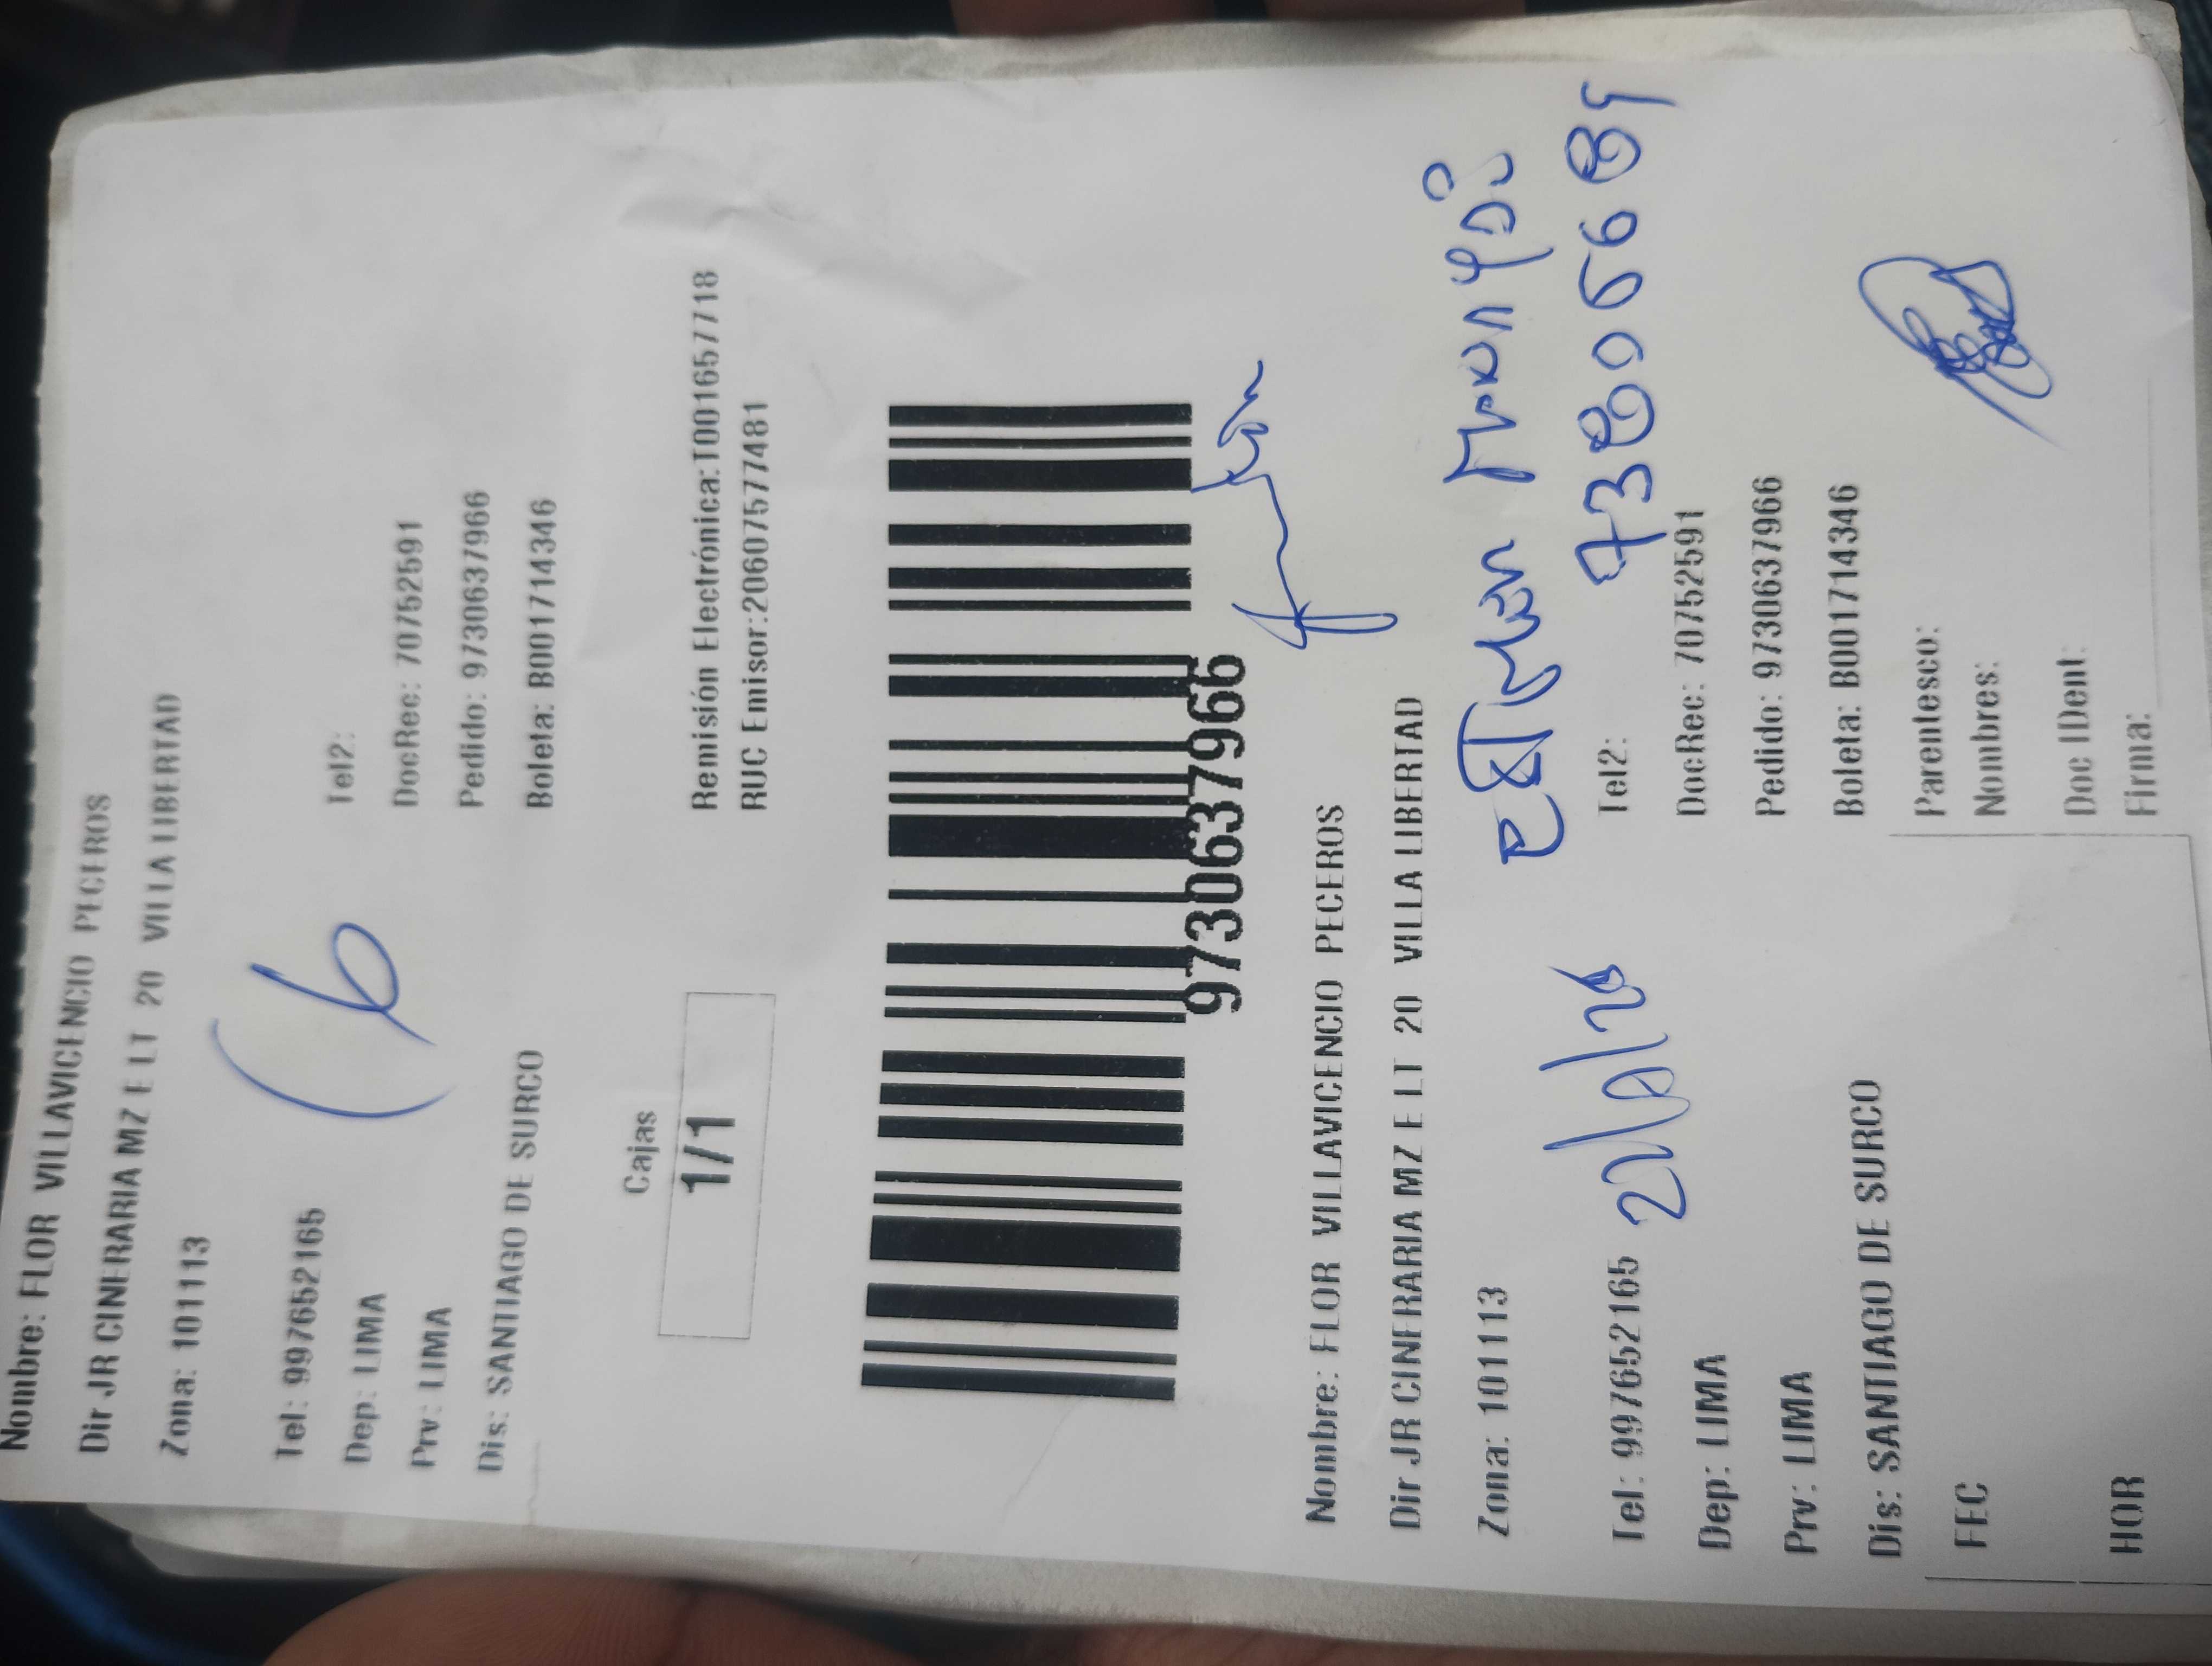 Nombre: FLOR VILLAVICENCIO PECEROS
Dir JR CINERARIA MZ E LT 20 VILLA LIBERTAD
Zona: 101113
Tel: 997652165
Tel2:
Dep: LIMA
DocRec: 70752591
Prv: LIMA
Pedido: 9730637966
Dis: SANTIAGO DE SURCO
Boleta: B001714346
Cajas
1/1
Remisión Electrónica:T001657718
RUC Emisor:20607577481
9730637966
Nombre: FLOR VILLAVICENCIO PECEROS
Dir JR CINERARIA MZ E LT 20 VILLA LIBERTAD
Zona: 101113
Tel: 997652165
Tel2:
Dep: LIMA
DocRec: 70752591
Prv: LIMA
Pedido: 9730637966
Dis: SANTIAGO DE SURCO
Boleta: B001714346
FEC
Parentesco:
Nombres:
HOR
Doc IDent:
Firma: